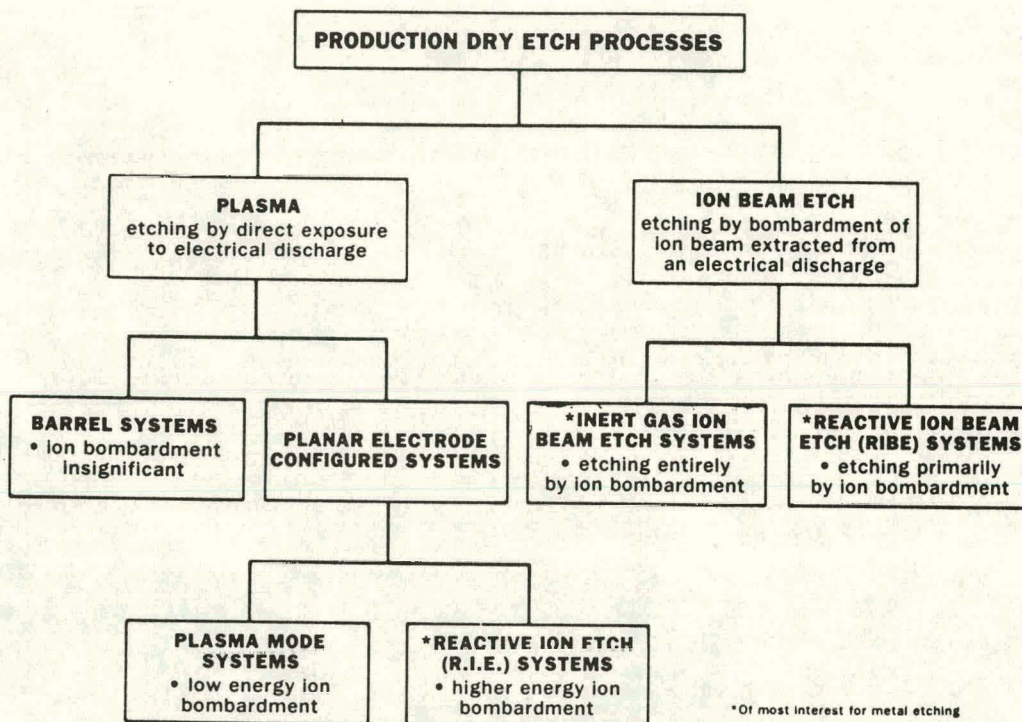 PRODUCTION DRY ETCH PROCESSES
PLASMA
etching by direct exposure
to electrical discharge
ION BEAM ETCH
etching by bombardment of
ion beam extracted from
an electrical discharge
BARREL SYSTEMS
• ion bombardment
insignificant
PLANAR ELECTRODE
CONFIGURED SYSTEMS
*INERT GAS ION
BEAM ETCH SYSTEMS
• etching entirely
by ion bombardment
*REACTIVE ION BEAM
ETCH (RIBE) SYSTEMS
• etching primarily
by ion bombardment
PLASMA MODE
SYSTEMS
• low energy ion
bombardment
*REACTIVE ION ETCH
(R.I.E.) SYSTEMS
• higher energy ion
bombardment
*Of most interest for metal etching